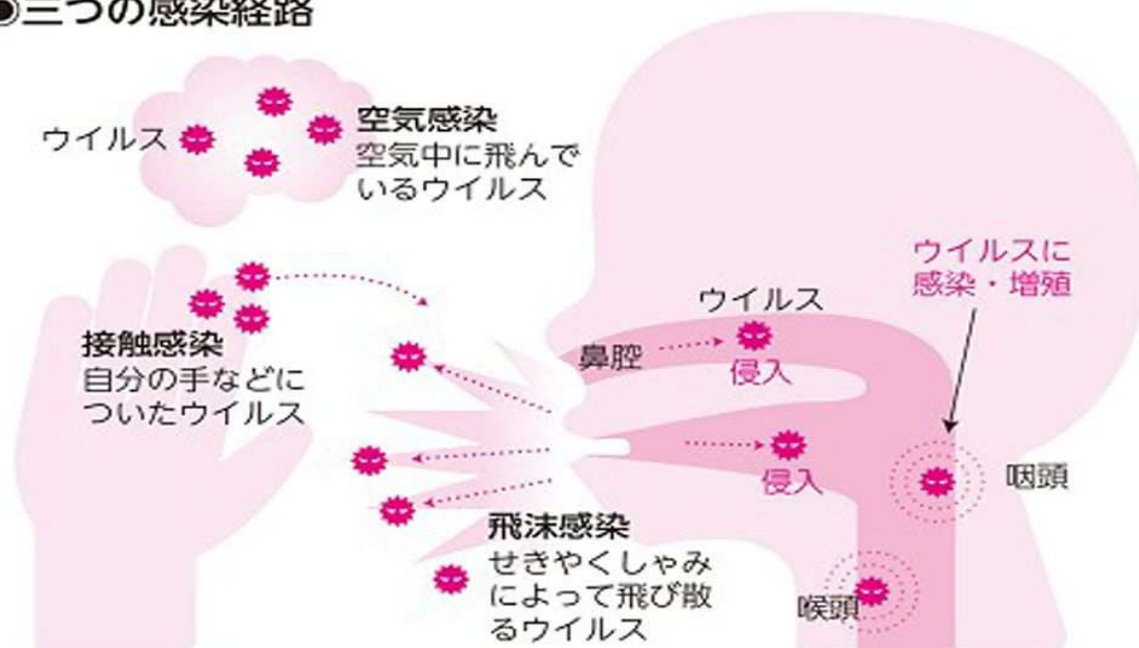 ●三つの感染経路
ウイルス
空気感染
空気中に飛んで
いるウイルス
接触感染
自分の手などに
ついたウイルス
飛沫感染
せきやくしゃみ
によって飛び散
るウイルス
ウイルス
鼻腔
侵入
侵入
ウイルスに
感染・増殖
咽頭
喉頭